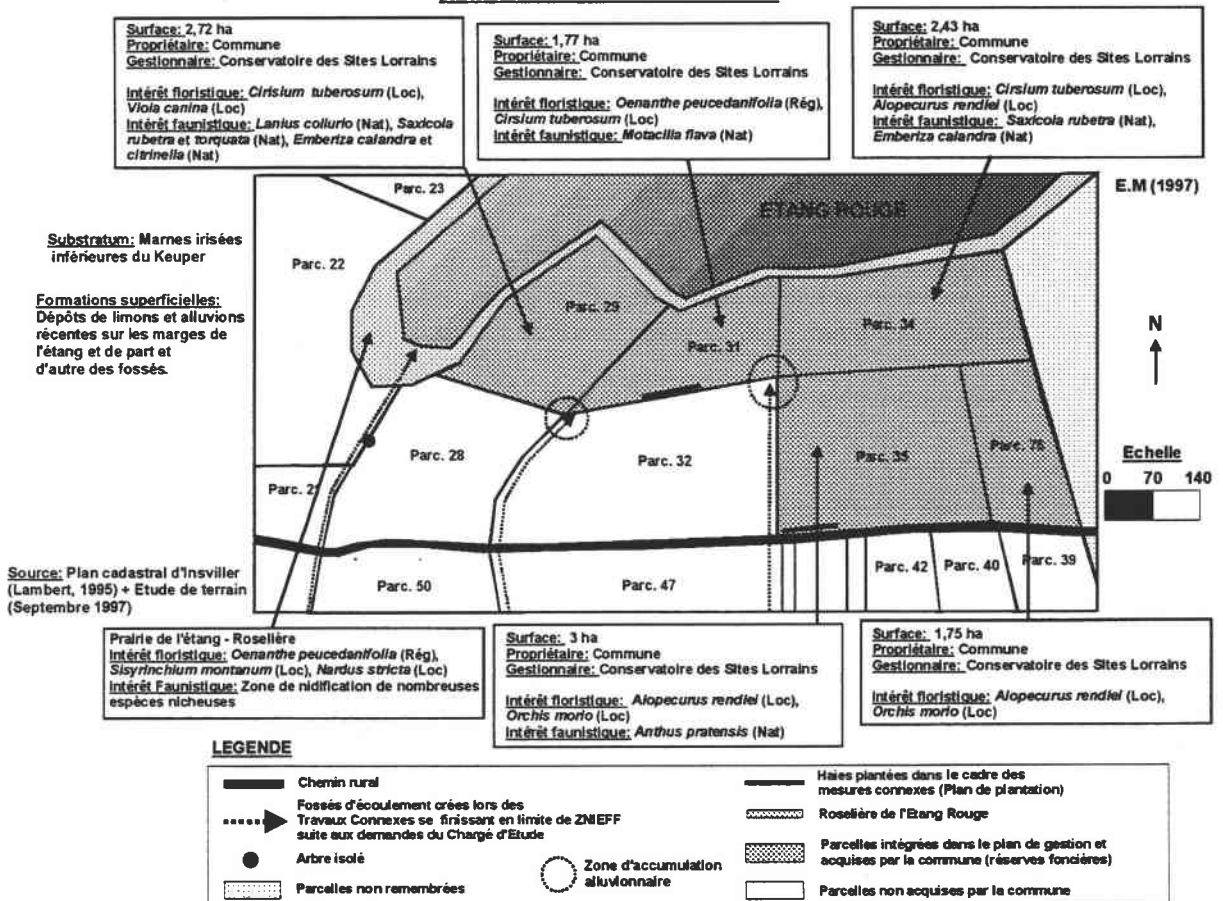 Surface: 2,72 ha
Propriétaire: Commune
Gestionnaire: Conservatoire des Sites Lorrains
Intérêt floristique: Cirisium tuberosum (Loc),
Viola canina (Loc)
Intérêt faunistique: Lanius collurio (Nat), Saxicola
rubetra et torquata (Nat), Emberiza calandra et
citrinella (Nat)
Surface: 1,77 ha
Propriétaire: Commune
Gestionnaire: Conservatoire des Sites Lorrains
Intérêt floristique: Oenanthe peucedanifolia (Rég),
Cirsium tuberosum (Loc)
Intérêt faunistique: Motacilla flava (Nat)
Surface: 2,43 ha
Propriétaire: Commune
Gestionnaire: Conservatoire des Sites Lorrains
Intérêt floristique: Cirsium tuberosum (Loc),
Alopecurus rendlei (Loc)
Intérêt faunistique: Saxicola rubetra (Nat),
Emberiza calandra (Nat)
E.M (1997)
Substratum: Marnes irisées
inférieures du Keuper
Formations superficielles:
Dépôts de limons et alluvions
récentes sur les marges de
l'étang et de part et
d'autre des fossés.
Parc. 23
ETANG ROUGE
Parc. 22
Parc. 29
Parc. 31
Parc. 34
N
Parc. 28
Parc. 32
Parc. 35
Parc. 78
Echelle
0 70 140
Parc.
Parc. 50
Parc. 47
Parc. 42
Parc. 40
Parc. 39
Source: Plan cadastral d'Insviller
(Lambert, 1995) + Etude de terrain
(Septembre 1997)
Prairie de l'étang - Roselière
Intérêt floristique: Oenanthe peucedanifolia (Rég),
Sisyrinchium montanum (Loc), Nardus stricta (Loc)
Intérêt Faunistique: Zone de nidification de nombreuses
espèces nicheuses
Surface: 3 ha
Propriétaire: Commune
Gestionnaire: Conservatoire des Sites Lorrains
Intérêt floristique: Alopecurus rendlei (Loc),
Orchis morio (Loc)
Intérêt faunistique: Anthus pratensis (Nat)
Surface: 1,75 ha
Propriétaire: Commune
Gestionnaire: Conservatoire des Sites Lorrains
Intérêt floristique: Alopecurus rendlei (Loc),
Orchis morio (Loc)
LEGENDE
Chemin rural
Fossés d'écoulement crées lors des
Travaux Connexes se finissant en limite de ZNIEFF
suite aux demandes du Chargé d'Etude
Arbre isolé
Zone d'accumulation
alluvionnaire
Parcelles non remembrées
Haies plantées dans le cadre des
mesures connexes (Plan de plantation)
Roselière de l'Etang Rouge
Parcelles intégrées dans le plan de gestion et
acquises par la commune (réserves foncières)
Parcelles non acquises par la commune